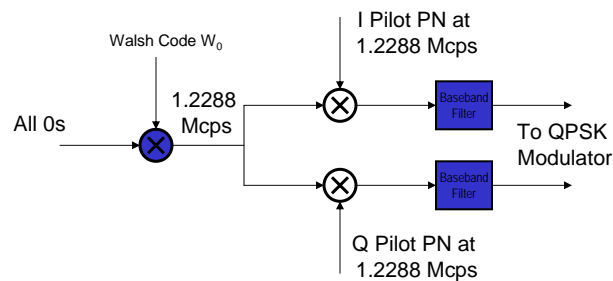 I Pilot PN at
1.2288 Mcps
Walsh Code W₀
1.2288
Mcps
All 0s
Baseband
Filter
To QPSK
Modulator
Baseband
Filter
Q Pilot PN at
1.2288 Mcps